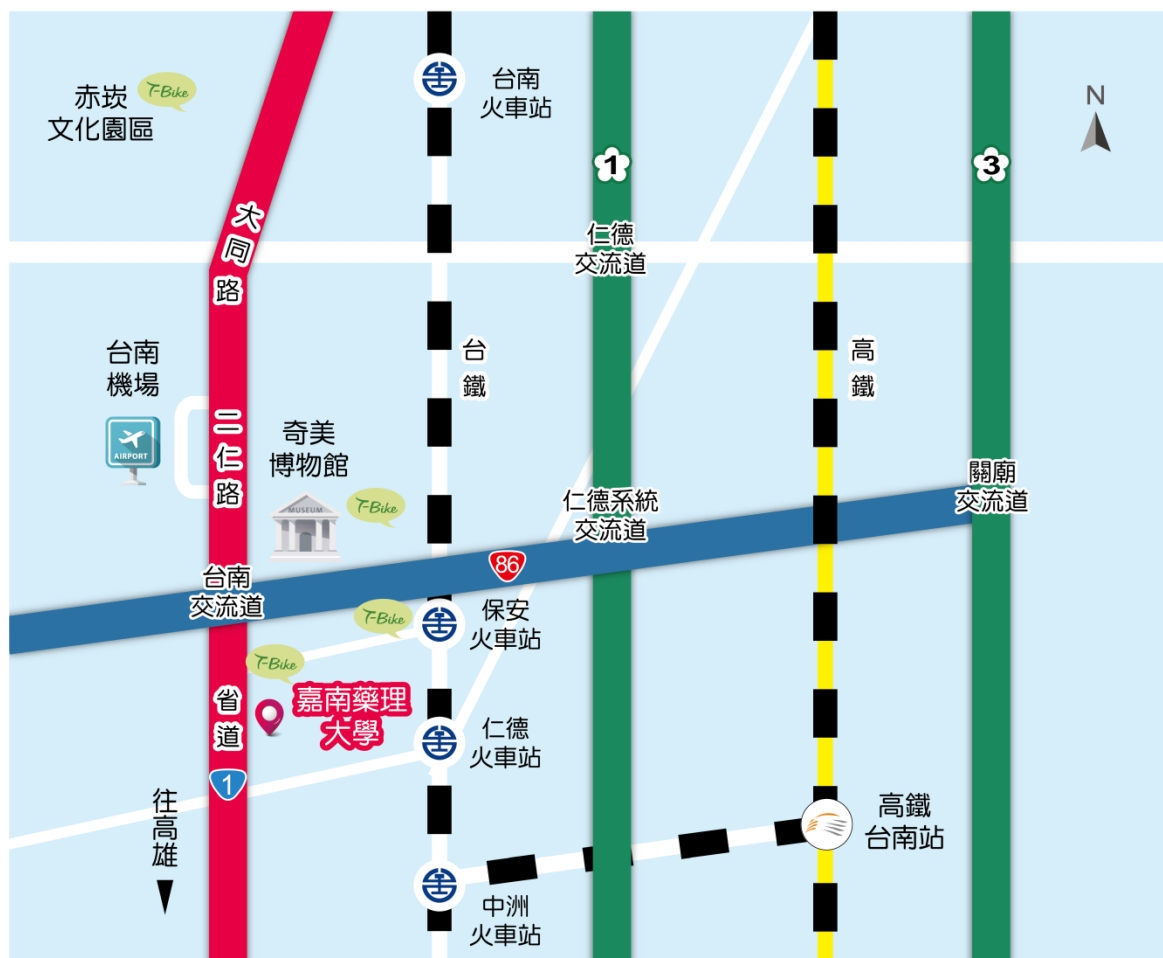 赤崁
文化園區
T-Bike
台南
火車站
N
1
3
大同路
仁德
交流道
台鐵
高鐵
台南
機場
AIRPORT
二仁路
奇美
博物館
MUSEUM
T-Bike
關廟
交流道
仁德系統
交流道
86
台南
交流道
T-Bike
保安
火車站
T-Bike
嘉南藥理
大學
省道
1
仁德
火車站
往高雄
高鐵
台南站
中洲
火車站